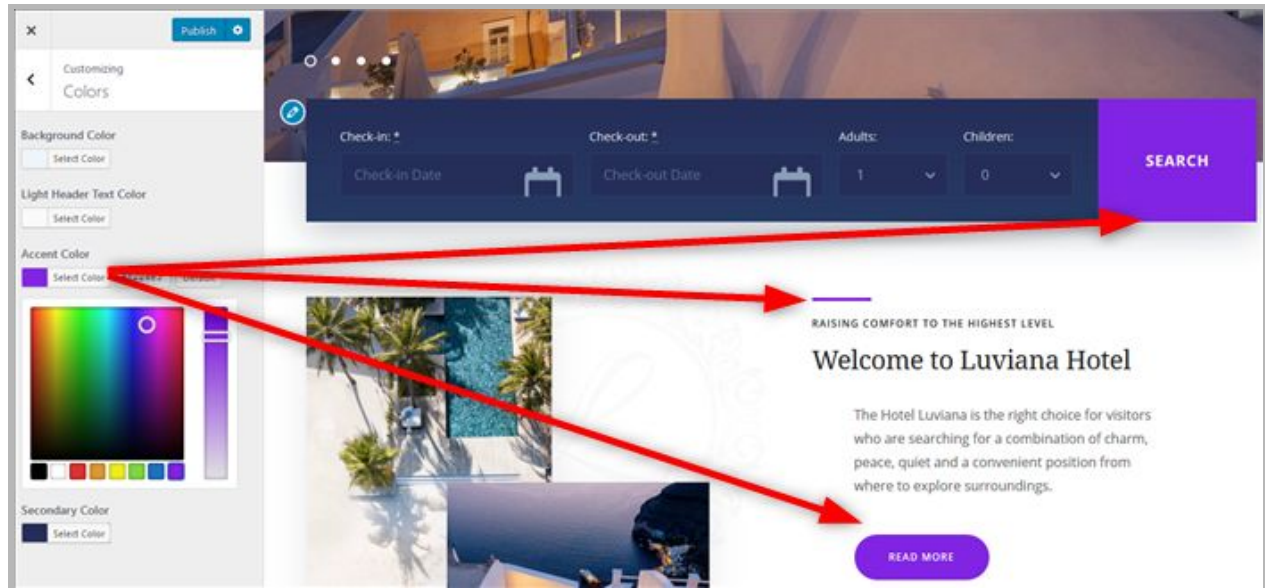 Publish
Customizing
Colors
Background Color
Select Color
Light Header Text Color
Select Color
Accent Color
Select Color
Secondary Color
Select Color
Check-in: *
Check-out: *
Adults:
Children:
Check-in Date
Check-out Date
1
0
SEARCH
RAISING COMFORT TO THE HIGHEST LEVEL
Welcome to Luviana Hotel
The Hotel Luviana is the right choice for visitors
who are searching for a combination of charm,
peace, quiet and a convenient position from
where to explore surroundings.
READ MORE